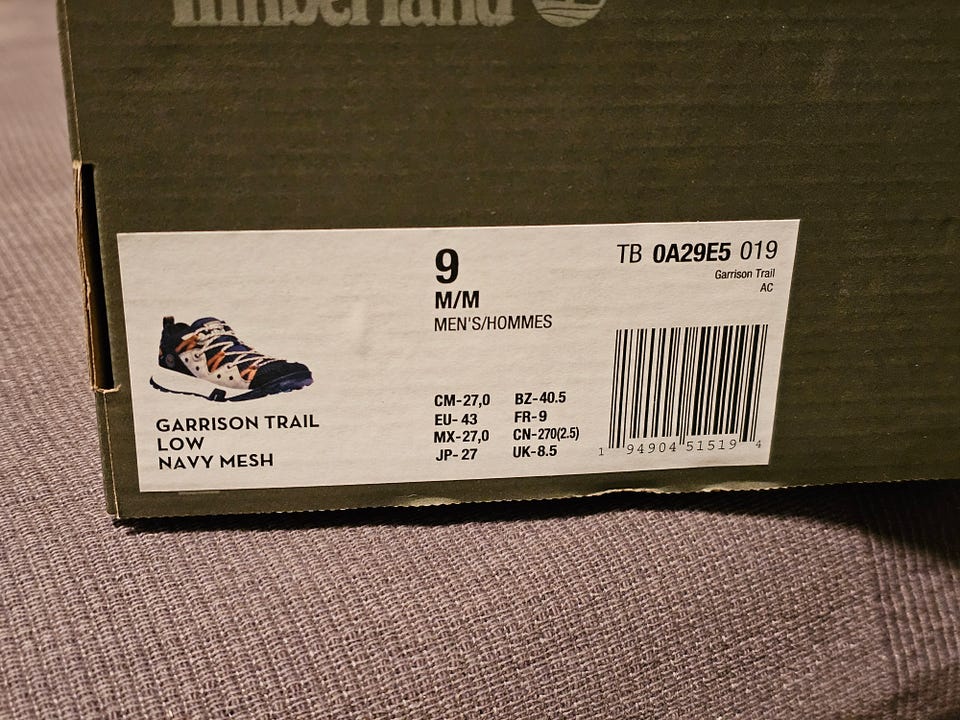 Timberland
9
M/M
MEN'S/HOMMES
TB 0A29E5 019
Garrison Trail
AC
GARRISON TRAIL
LOW
NAVY MESH
CM-27,0 BZ-40.5
EU- 43 FR-9
MX-27,0 CN-270(2.5)
JP- 27 UK-8.5
1 94904 51519 4